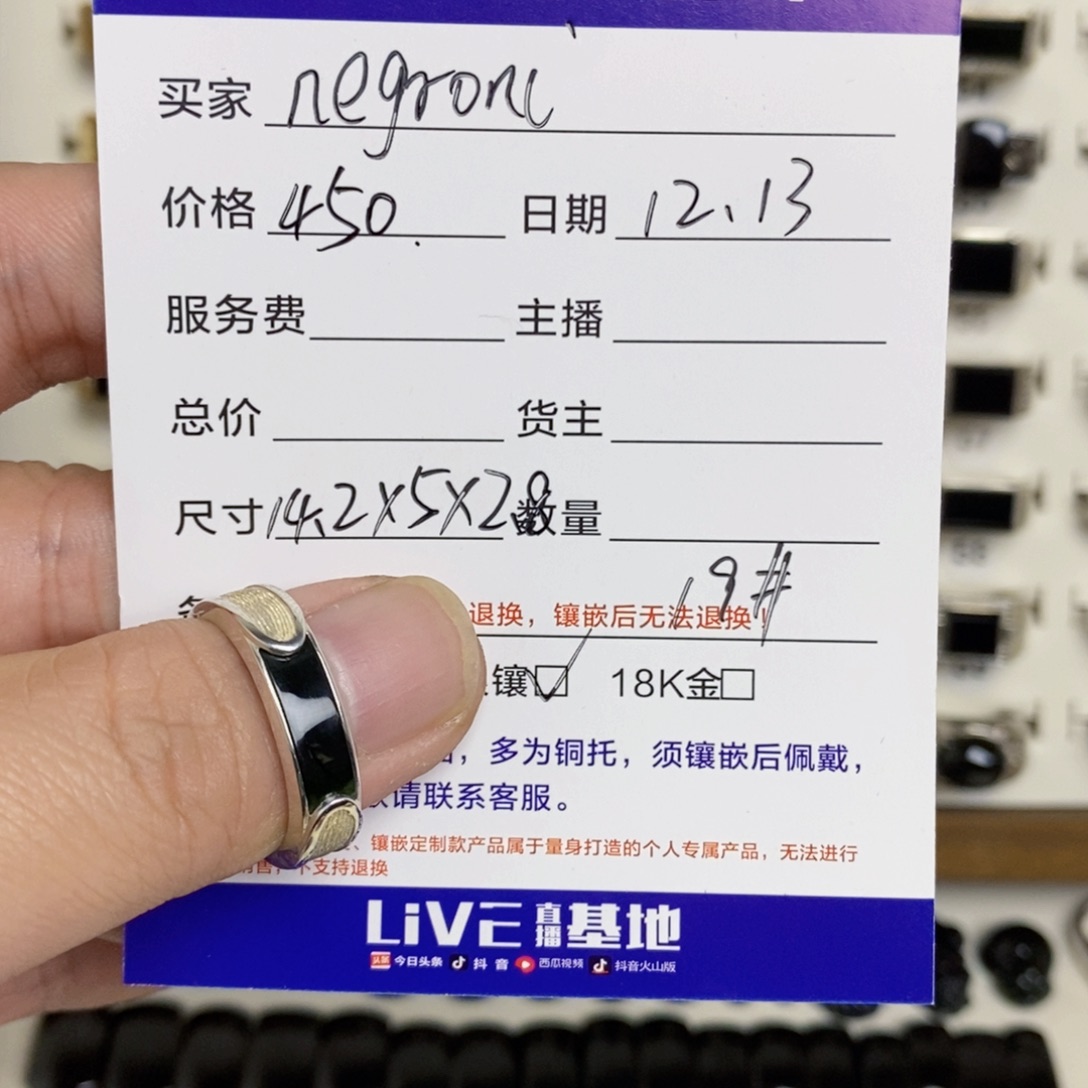 买家 negroni
价格 450. 日期 12、13
服务费 主播
总价 货主
尺寸 14.2X5X2.8 数量
19#
退换，镶嵌后无法退换！
镶☑ 18K金□
，多为铜托，须镶嵌后佩戴，
请联系客服。
、镶嵌定制款产品属于量身打造的个人专属产品，无法进行
销售，不支持退换
LiVE 直播基地
头条 今日头条 抖音 西瓜视频 抖音火山版